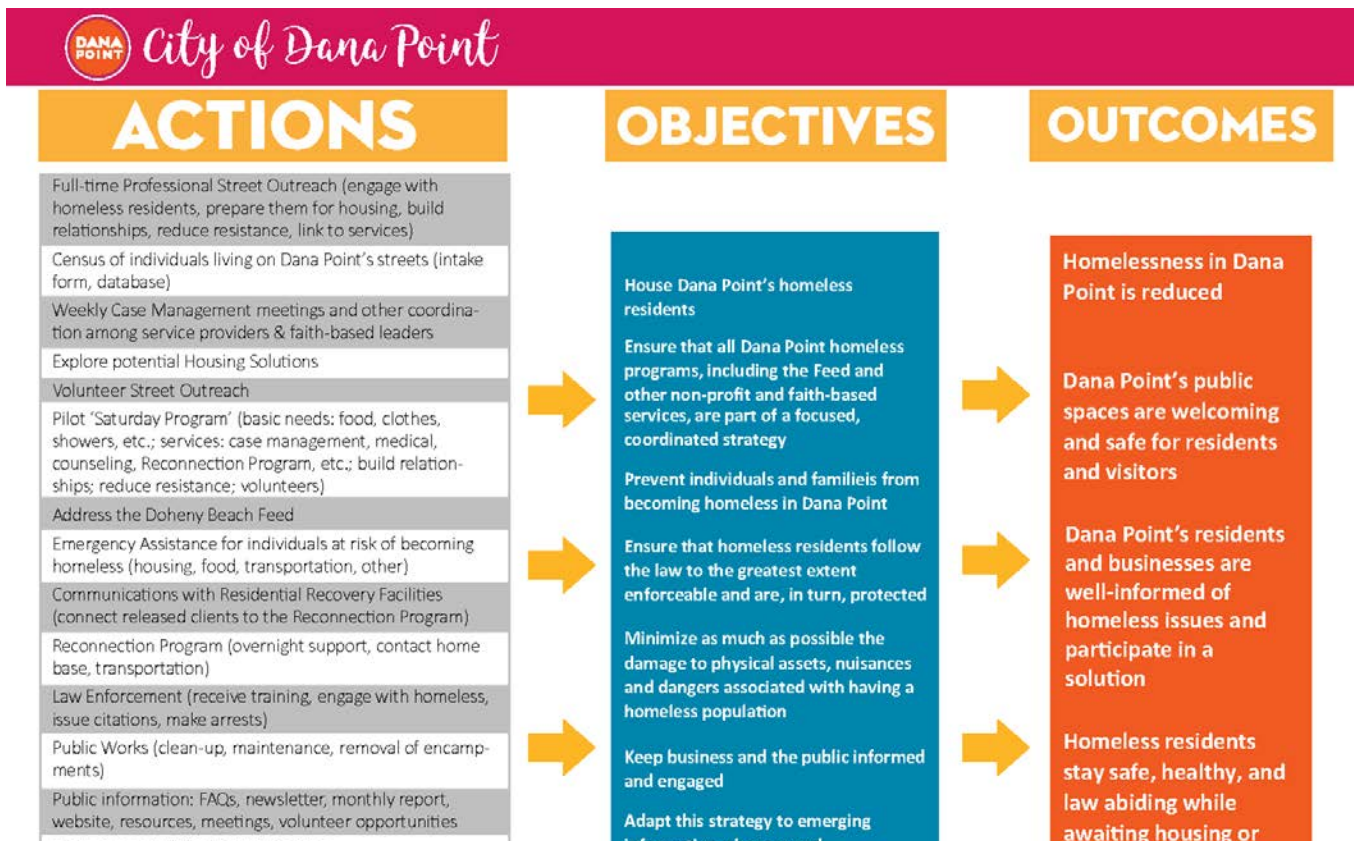 DANA
POINT
City of Dana Point
ACTIONS
Full-time Professional Street Outreach (engage with
homeless residents, prepare them for housing, build
relationships, reduce resistance, link to services)
Census of individuals living on Dana Point's streets (intake
form, database)
Weekly Case Management meetings and other coordina-
tion among service providers & faith-based leaders
Explore potential Housing Solutions
Volunteer Street Outreach
Pilot 'Saturday Program' (basic needs: food, clothes,
showers, etc.; services: case management, medical,
counseling, Reconnection Program, etc.; build relation-
ships; reduce resistance; volunteers)
Address the Doheny Beach Feed
Emergency Assistance for individuals at risk of becoming
homeless (housing, food, transportation, other)
Communications with Residential Recovery Facilities
(connect released clients to the Reconnection Program)
Reconnection Program (overnight support, contact home
base, transportation)
Law Enforcement (receive training, engage with homeless,
issue citations, make arrests)
Public Works (clean-up, maintenance, removal of encamp-
ments)
Public information: FAQs, newsletter, monthly report,
website, resources, meetings, volunteer opportunities
OBJECTIVES
House Dana Point's homeless
residents
Ensure that all Dana Point homeless
programs, including the Feed and
other non-profit and faith-based
services, are part of a focused,
coordinated strategy
Prevent individuals and familieis from
becoming homeless in Dana Point
Ensure that homeless residents follow
the law to the greatest extent
enforceable and are, in turn, protected
Minimize as much as possible the
damage to physical assets, nuisances
and dangers associated with having a
homeless population
Keep business and the public informed
and engaged
Adapt this strategy to emerging
OUTCOMES
Homelessness in Dana
Point is reduced
Dana Point's public
spaces are welcoming
and safe for residents
and visitors
Dana Point's residents
and businesses are
well-informed of
homeless issues and
participate in a
solution
Homeless residents
stay safe, healthy, and
law abiding while
awaiting housing or